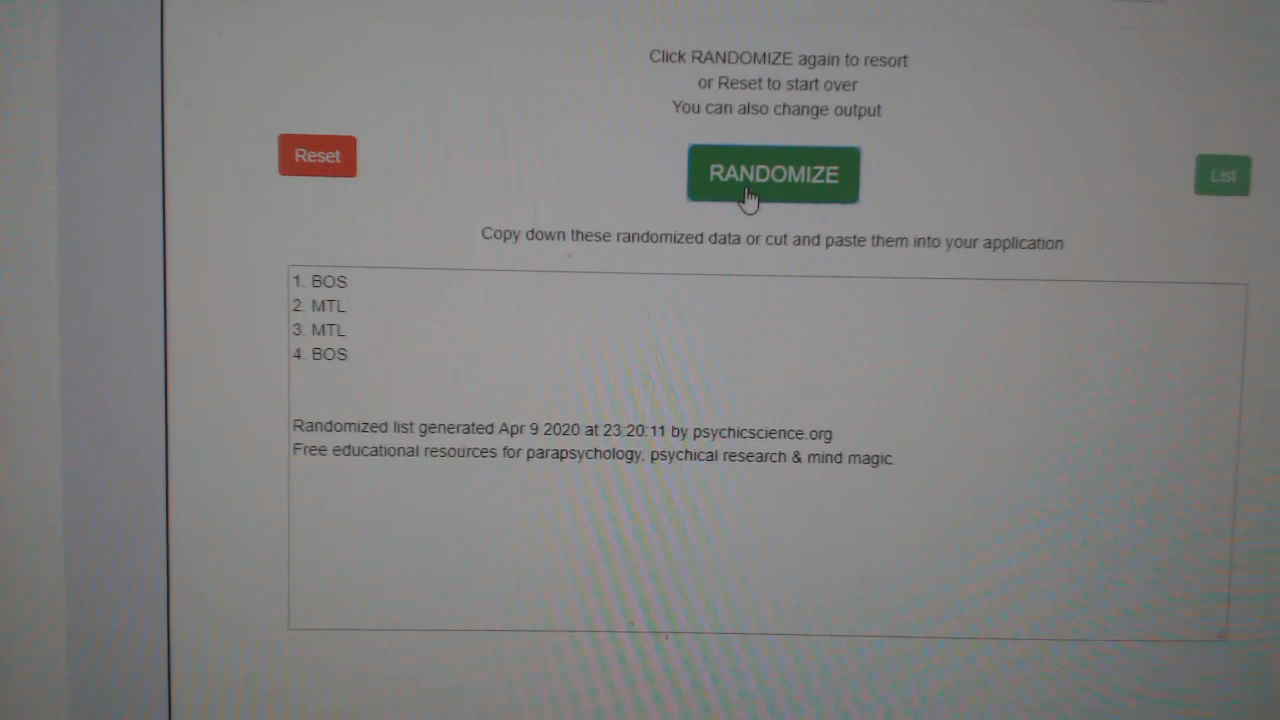 Click RANDOMIZE again to resort
or Reset to start over
You can also change output
Reset
RANDOMIZE
List
Copy down these randomized data or cut and paste them into your application
1. BOS
2. MTL
3. MTL
4. BOS
Randomized list generated Apr 9 2020 at 23:20:11 by psychicscience.org
Free educational resources for parapsychology, psychical research & mind magic.